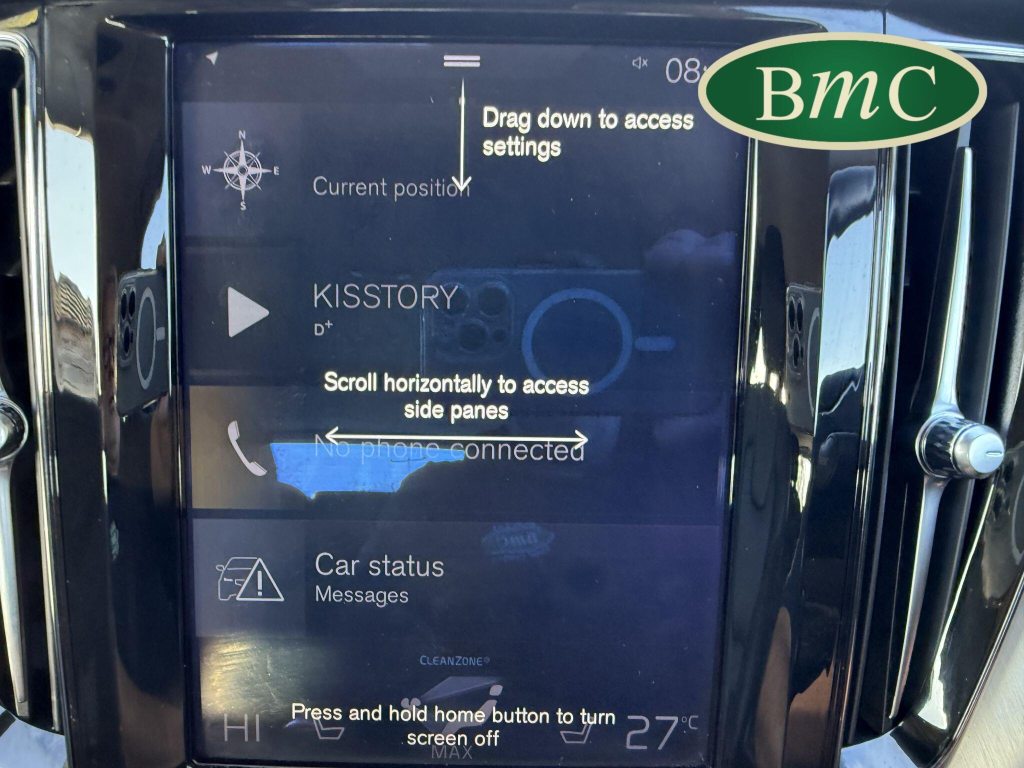 08:
BmC
Drag down to access
settings
N
W E
S
Current position
KISSTORY
D+
Scroll horizontally to access
side panes
No phone connected
Car status
Messages
CLEANZONE
HI
Press and hold home button to turn
screen off
27°C
MAX